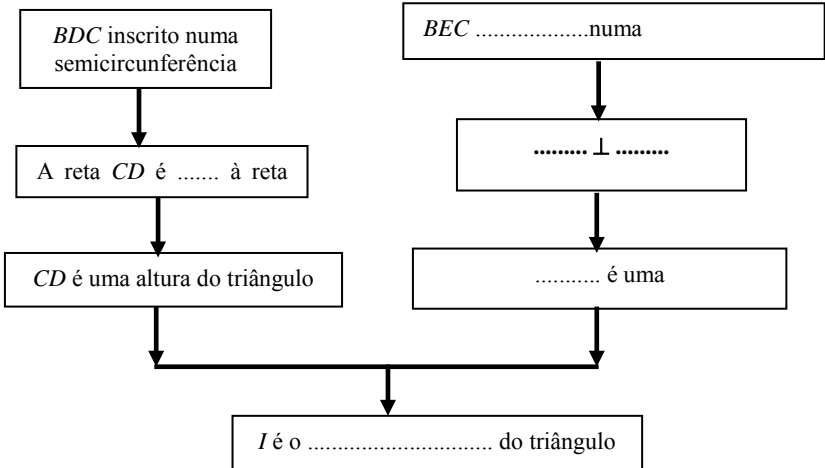 BDC inscrito numa
semicircunferência
BEC ...................numa
A reta CD é ....... à reta
......... ⊥ .........
CD é uma altura do triângulo
........... é uma
I é o ................................ do triângulo